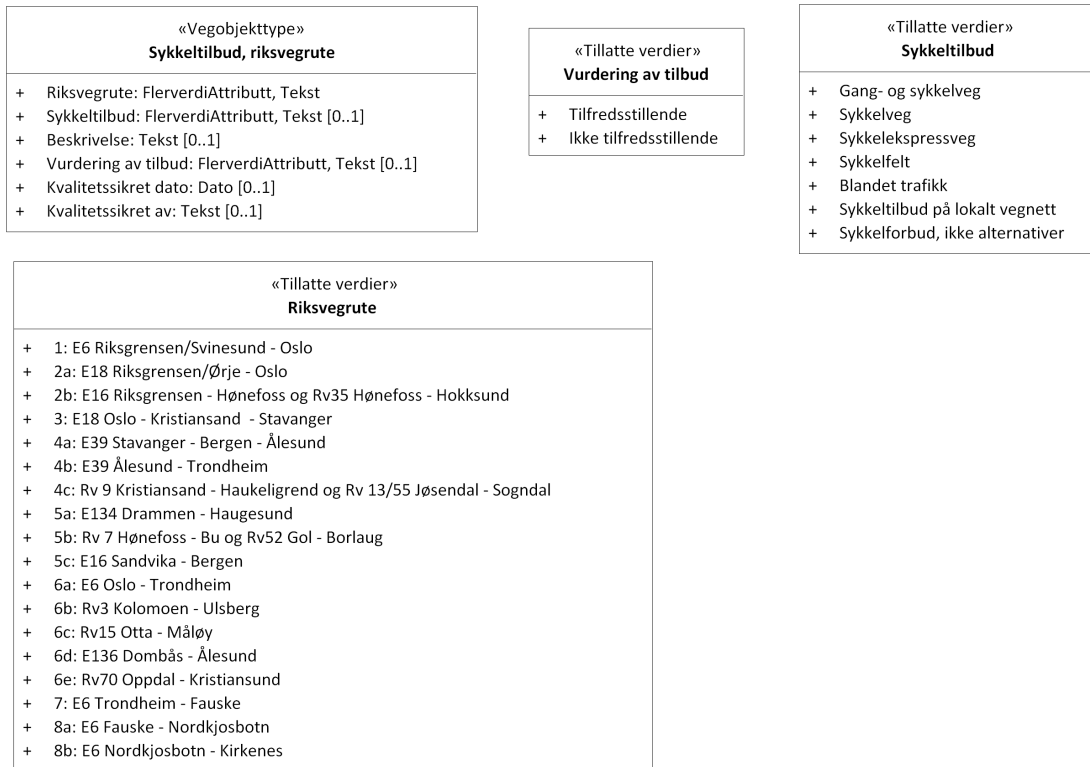 «Vegobjekttype»
Sykkeltilbud, riksvegrute
+ Riksvegrute: FlerverdiAttributt, Tekst
+ Sykkeltilbud: FlerverdiAttributt, Tekst [0..1]
+ Beskrivelse: Tekst [0..1]
+ Vurdering av tilbud: FlerverdiAttributt, Tekst [0..1]
+ Kvalitetssikret dato: Dato [0..1]
+ Kvalitetssikret av: Tekst [0..1]
«Tillatte verdier»
Vurdering av tilbud
+ Tilfredsstillende
+ Ikke tilfredsstillende
«Tillatte verdier»
Sykkeltilbud
+ Gang- og sykkelveg
+ Sykkelveg
+ Sykkelekspressveg
+ Sykkelfelt
+ Blandet trafikk
+ Sykkeltilbud på lokalt vegnett
+ Sykkelforbud, ikke alternativer
«Tillatte verdier»
Riksvegrute
+ 1: E6 Riksgrensen/Svinesund - Oslo
+ 2a: E18 Riksgrensen/Ørje - Oslo
+ 2b: E16 Riksgrensen - Hønefoss og Rv35 Hønefoss - Hokksund
+ 3: E18 Oslo - Kristiansand - Stavanger
+ 4a: E39 Stavanger - Bergen - Ålesund
+ 4b: E39 Ålesund - Trondheim
+ 4c: Rv 9 Kristiansand - Haukeligrend og Rv 13/55 Jøsendal - Sogndal
+ 5a: E134 Drammen - Haugesund
+ 5b: Rv 7 Hønefoss - Bu og Rv52 Gol - Borlaug
+ 5c: E16 Sandvika - Bergen
+ 6a: E6 Oslo - Trondheim
+ 6b: Rv3 Kolomoen - Ulsberg
+ 6c: Rv15 Otta - Måløy
+ 6d: E136 Dombås - Ålesund
+ 6e: Rv70 Oppdal - Kristiansund
+ 7: E6 Trondheim - Fauske
+ 8a: E6 Fauske - Nordkjosbotn
+ 8b: E6 Nordkjosbotn - Kirkenes